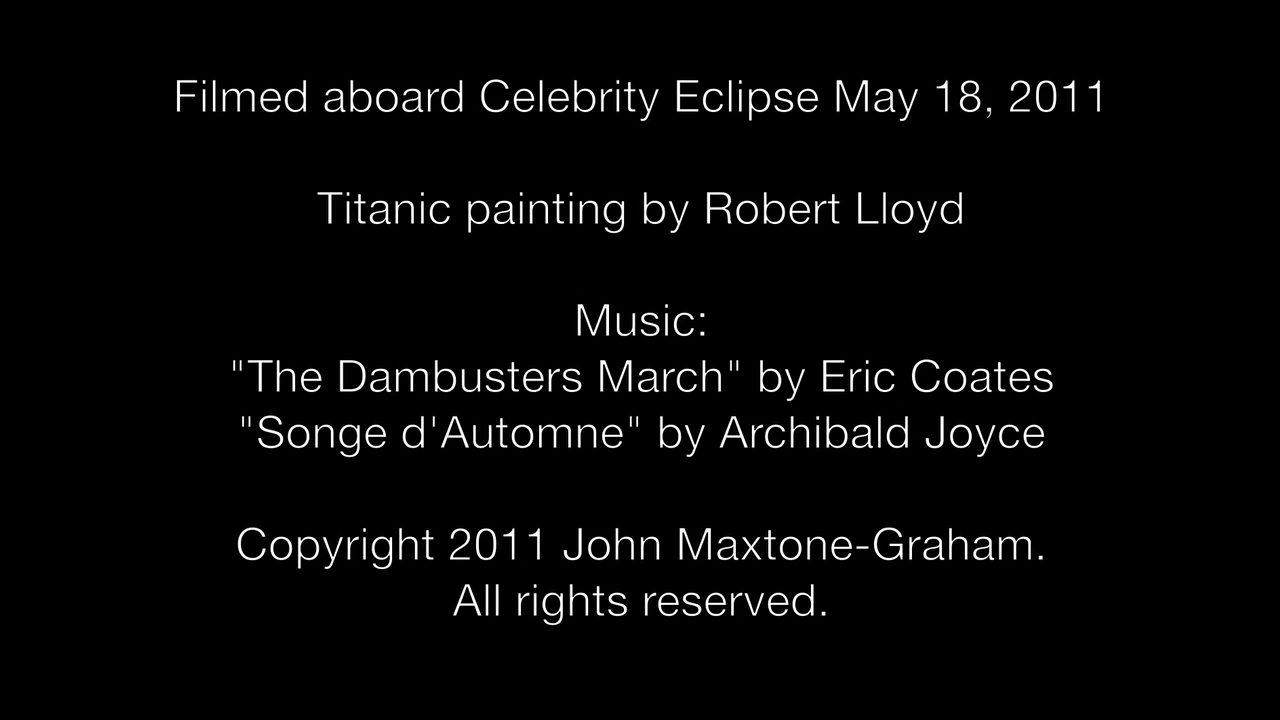 Filmed aboard Celebrity Eclipse May 18, 2011
Titanic painting by Robert Lloyd
Music:
"The Dambusters March" by Eric Coates
"Songe d'Automne" by Archibald Joyce
Copyright 2011 John Maxtone-Graham.
All rights reserved.